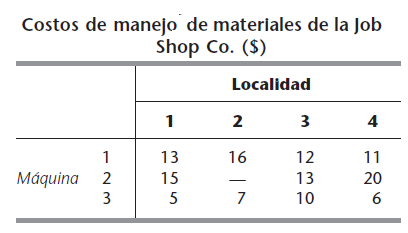 Costos de manejo de materiales de la Job
Shop Co. ($)
Localidad
1 2 3 4
1 13 16 12 11
Máquina 2 15 — 13 20
3 5 7 10 6